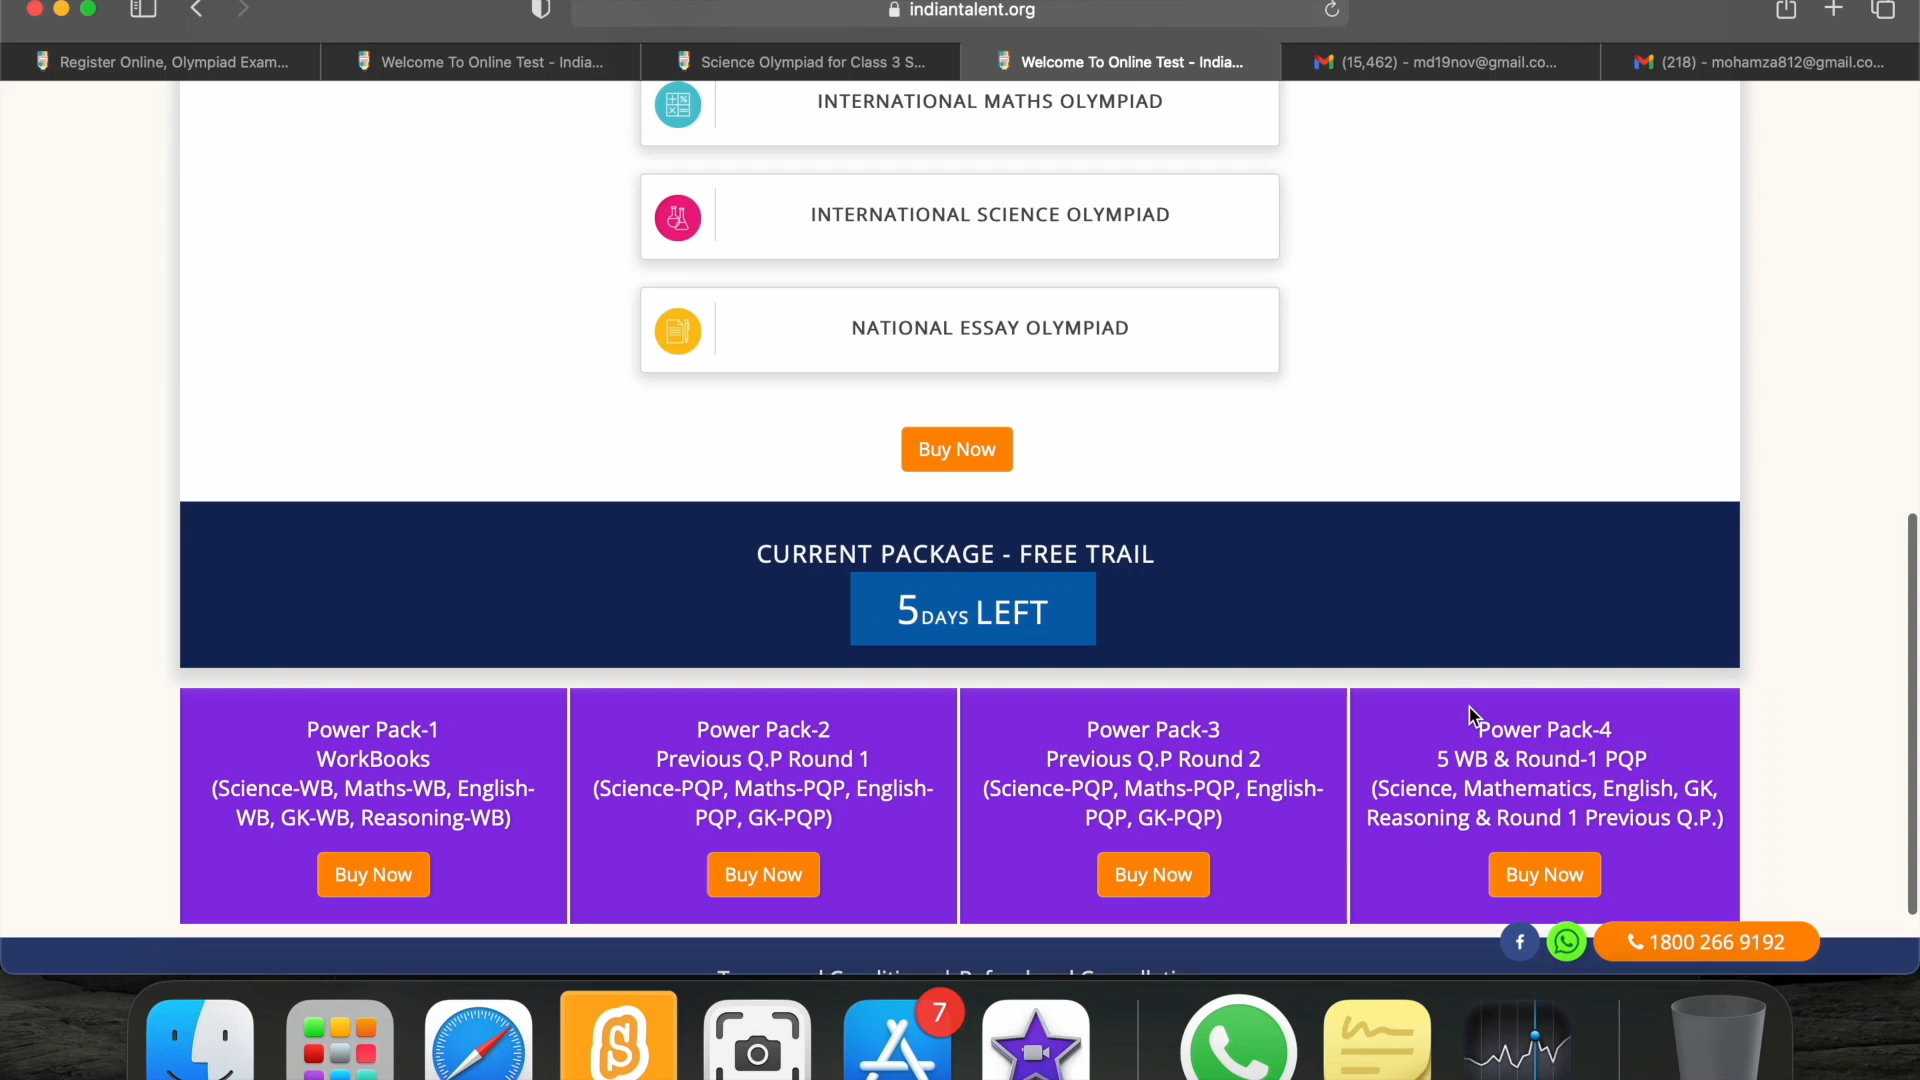 indiantalent.org
Register Online, Olympiad Exam...
Welcome To Online Test - India...
Science Olympiad for Class 3 S...
Welcome To Online Test - India...
(15,462) - md19nov@gmail.co...
(218) - mohamza812@gmail.co...
INTERNATIONAL MATHS OLYMPIAD
INTERNATIONAL SCIENCE OLYMPIAD
NATIONAL ESSAY OLYMPIAD
Buy Now
CURRENT PACKAGE - FREE TRAIL
5 DAYS LEFT
Power Pack-1
WorkBooks
(Science-WB, Maths-WB, English-
WB, GK-WB, Reasoning-WB)
Buy Now
Power Pack-2
Previous Q.P Round 1
(Science-PQP, Maths-PQP, English-
PQP, GK-PQP)
Buy Now
Power Pack-3
Previous Q.P Round 2
(Science-PQP, Maths-PQP, English-
PQP, GK-PQP)
Buy Now
Power Pack-4
5 WB & Round-1 PQP
(Science, Mathematics, English, GK,
Reasoning & Round 1 Previous Q.P.)
Buy Now
1800 266 9192
7